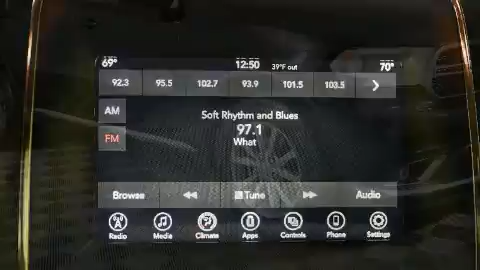 69° 12:50 39°F out 70°
92.3 95.5 102.7 93.9 101.5 103.5
AM
Soft Rhythm and Blues
97.1
FM
What
Browse Tune Audio
Radio Media Climate Apps Controls Phone Settings